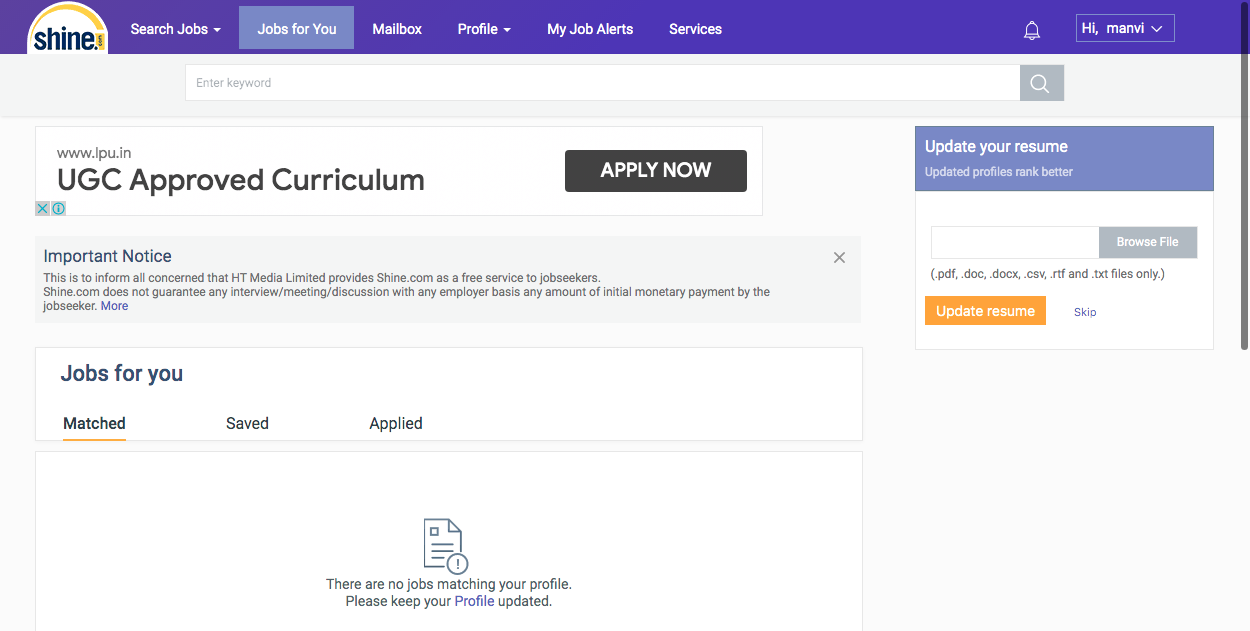 shine.com
Search Jobs
Jobs for You
Mailbox
Profile
My Job Alerts
Services
Hi, manvi
Enter keyword
www.lpu.in
UGC Approved Curriculum
APPLY NOW
Update your resume
Updated profiles rank better
Browse File
(.pdf, .doc, .docx, .csv, .rtf and .txt files only.)
Update resume
Skip
Important Notice
This is to inform all concerned that HT Media Limited provides Shine.com as a free service to jobseekers.
Shine.com does not guarantee any interview/meeting/discussion with any employer basis any amount of initial monetary payment by the
jobseeker. More
Jobs for you
Matched
Saved
Applied
There are no jobs matching your profile.
Please keep your Profile updated.